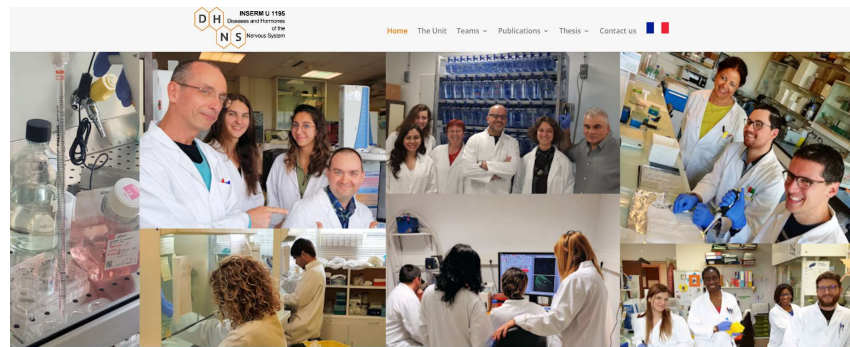 D H
N S
INSERM U 1195
Diseases and Hormones
of the
Nervous System
Home The Unit Teams Publications Thesis Contact us